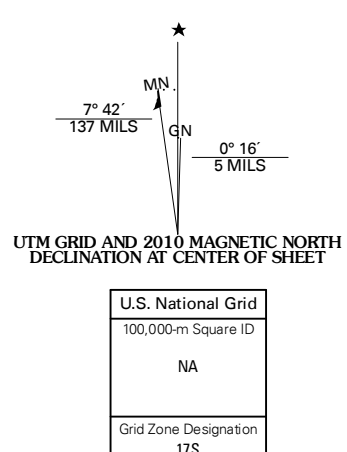 MN
7° 42´
137 MILS
GN
0° 16´
5 MILS
UTM GRID AND 2010 MAGNETIC NORTH
DECLINATION AT CENTER OF SHEET
U.S. National Grid
100,000-m Square ID
NA
Grid Zone Designation
17S